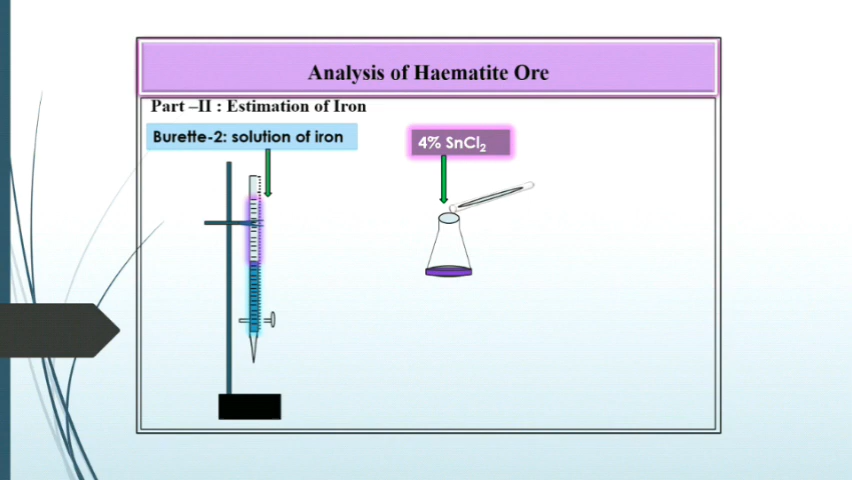 Analysis of Haematite Ore
Part –II : Estimation of Iron
Burette-2: solution of iron
4% SnCl₂